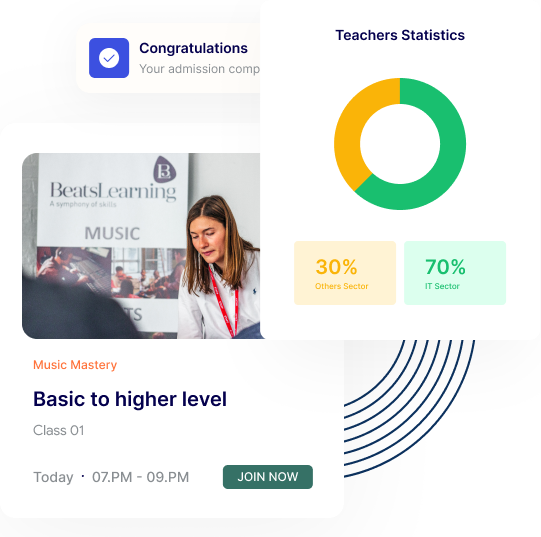 Congratulations
Your admission comp
Teachers Statistics
30%
Others Sector
70%
IT Sector
B
BeatsLearning
A symphony of skills
MUSIC
TS
Music Mastery
Basic to higher level
Class 01
Today · 07.PM - 09.PM
JOIN NOW